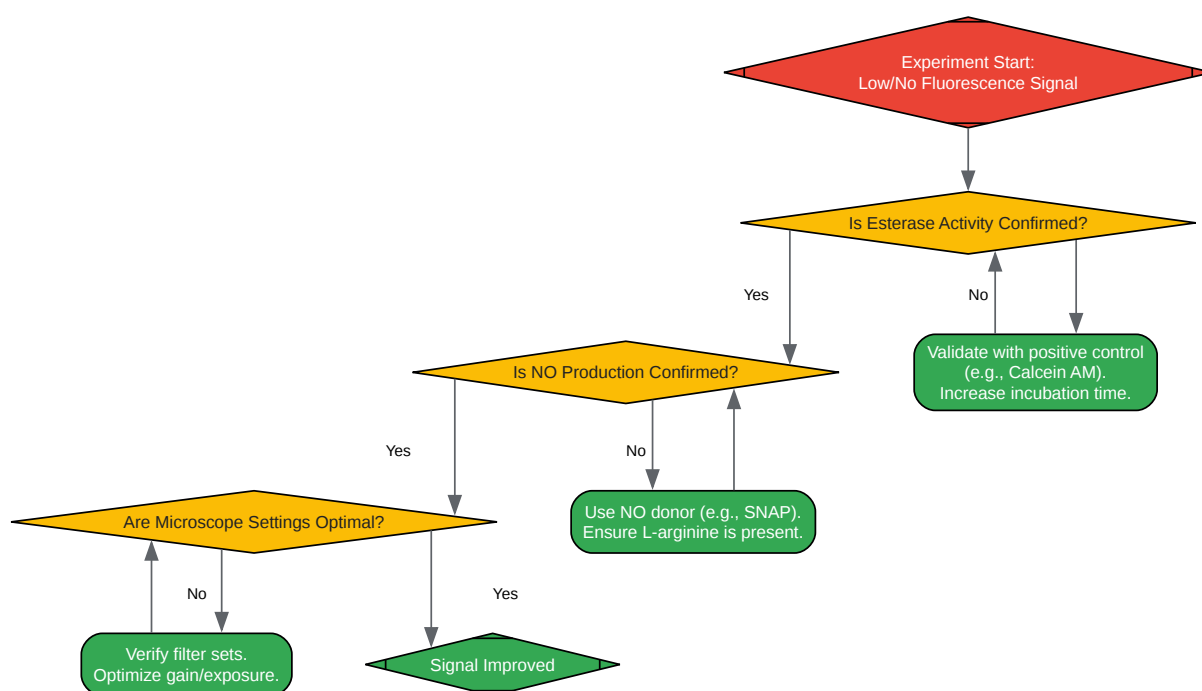 Experiment Start:
Low/No Fluorescence Signal
Is Esterase Activity Confirmed?
Yes
No
Validate with positive control
(e.g., Calcein AM).
Increase incubation time.
Is NO Production Confirmed?
Yes
No
Use NO donor (e.g., SNAP).
Ensure L-arginine is present.
Are Microscope Settings Optimal?
No
Yes
Verify filter sets.
Optimize gain/exposure.
Signal Improved